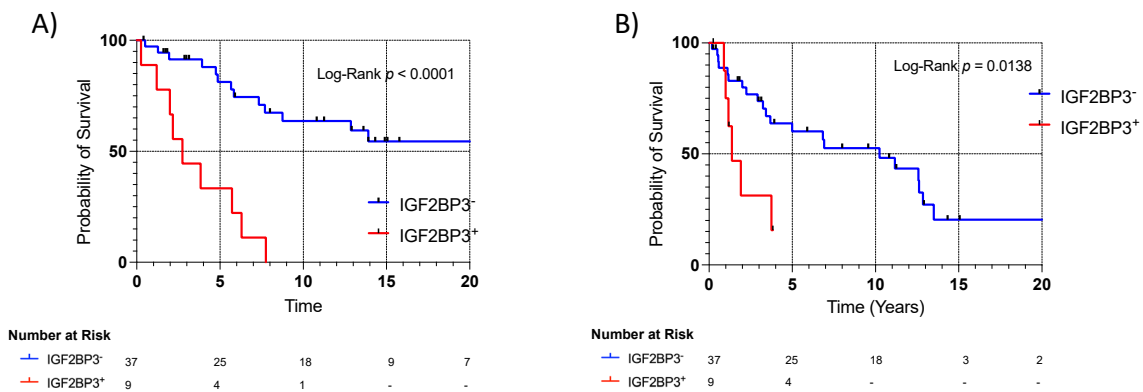 A)
100
50
0
Probability of Survival
Log-Rank p < 0.0001
IGF2BP3-
IGF2BP3+
0 5 10 15 20
Time
Number at Risk
IGF2BP3- 37 25 18 9 7
IGF2BP3+ 9 4 1 - -
B)
100
50
0
Probability of Survival
Log-Rank p = 0.0138
IGF2BP3-
IGF2BP3+
0 5 10 15 20
Time (Years)
Number at Risk
IGF2BP3- 37 25 18 3 2
IGF2BP3+ 9 4 - - -